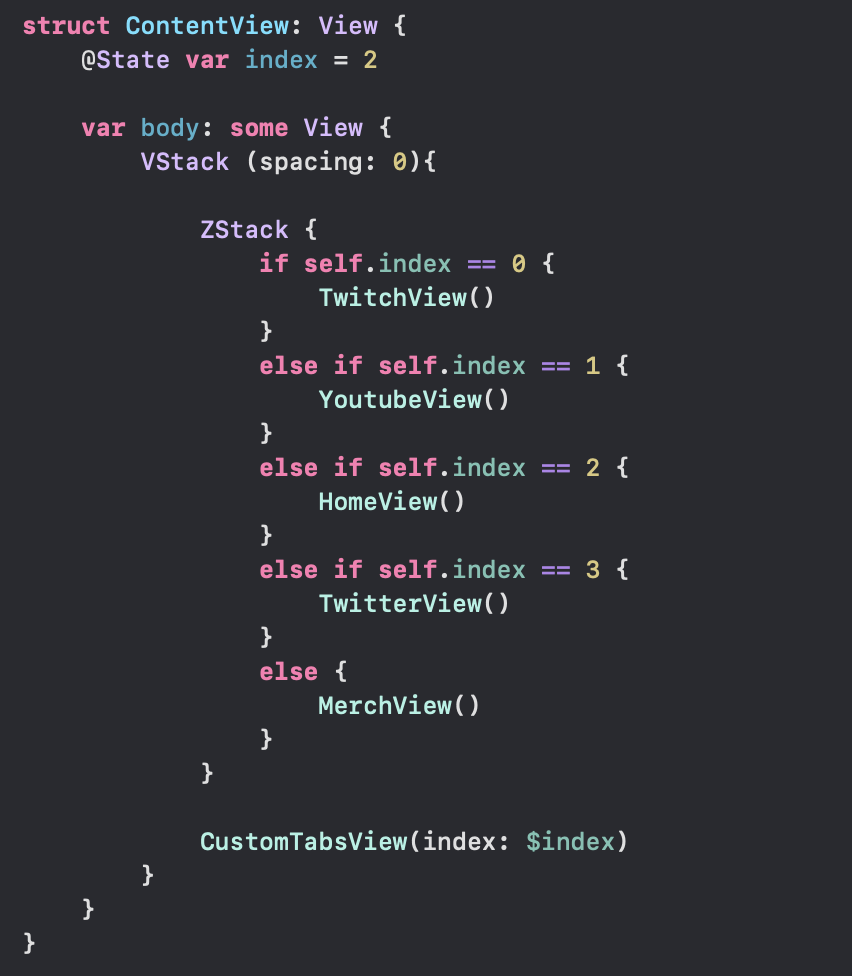 struct ContentView: View {
    @State var index = 2

    var body: some View {
        VStack (spacing: 0){

            ZStack {
                if self.index == 0 {
                    TwitchView()
                }
                else if self.index == 1 {
                    YoutubeView()
                }
                else if self.index == 2 {
                    HomeView()
                }
                else if self.index == 3 {
                    TwitterView()
                }
                else {
                    MerchView()
                }
            }

            CustomTabsView(index: $index)
        }
    }
}